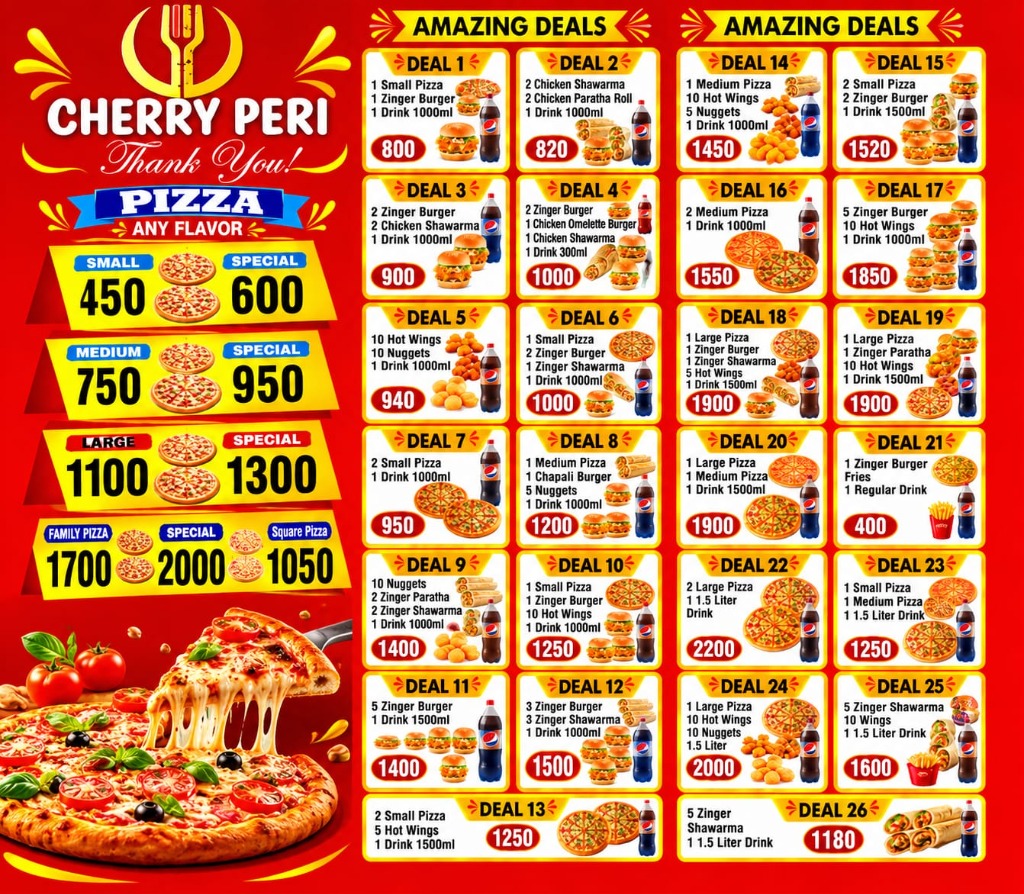 CHERRY PERI
Thank You!
PIZZA
ANY FLAVOR
SMALL
450
SPECIAL
600
MEDIUM
750
SPECIAL
950
LARGE
1100
SPECIAL
1300
FAMILY PIZZA
1700
SPECIAL
2000
Square Pizza
1050
AMAZING DEALS
DEAL 1
1 Small Pizza
1 Zinger Burger
1 Drink 1000ml
800
DEAL 2
2 Chicken Shawarma
2 Chicken Paratha Roll
1 Drink 1000ml
820
DEAL 3
2 Zinger Burger
2 Chicken Shawarma
1 Drink 1000ml
900
DEAL 4
2 Zinger Burger
1 Chicken Omelette Burger
1 Chicken Shawarma
1 Drink 300ml
1000
DEAL 5
10 Hot Wings
10 Nuggets
1 Drink 1000ml
940
DEAL 6
1 Small Pizza
2 Zinger Burger
2 Zinger Shawarma
1 Drink 1000ml
1000
DEAL 7
2 Small Pizza
1 Drink 1000ml
950
DEAL 8
1 Medium Pizza
1 Chapali Burger
5 Nuggets
1 Drink 1000ml
1200
DEAL 9
10 Nuggets
2 Zinger Paratha
2 Zinger Shawarma
1 Drink 1000ml
1400
DEAL 10
1 Small Pizza
1 Zinger Burger
10 Hot Wings
1 Drink 1000ml
1250
DEAL 11
5 Zinger Burger
1 Drink 1500ml
1400
DEAL 12
3 Zinger Burger
3 Zinger Shawarma
1 Drink 1000ml
1500
DEAL 13
2 Small Pizza
5 Hot Wings
1 Drink 1500ml
1250
AMAZING DEALS
DEAL 14
1 Medium Pizza
10 Hot Wings
5 Nuggets
1 Drink 1000ml
1450
DEAL 15
2 Small Pizza
2 Zinger Burger
1 Drink 1500ml
1520
DEAL 16
2 Medium Pizza
1 Drink 1000ml
1550
DEAL 17
5 Zinger Burger
10 Hot Wings
1 Drink 1000ml
1850
DEAL 18
1 Large Pizza
1 Zinger Burger
1 Zinger Shawarma
5 Hot Wings
1 Drink 1500ml
1900
DEAL 19
1 Large Pizza
1 Zinger Paratha
10 Hot Wings
1 Drink 1500ml
1900
DEAL 20
1 Large Pizza
1 Medium Pizza
1 Drink 1500ml
1900
DEAL 21
1 Zinger Burger
Fries
1 Regular Drink
400
DEAL 22
2 Large Pizza
1 1.5 Liter
Drink
2200
DEAL 23
1 Small Pizza
1 Medium Pizza
1 1.5 Liter Drink
1250
DEAL 24
1 Large Pizza
10 Hot Wings
10 Nuggets
1.5 Liter
2000
DEAL 25
5 Zinger Shawarma
10 Wings
1 1.5 Liter Drink
1600
DEAL 26
5 Zinger
Shawarma
1 1.5 Liter Drink
1180